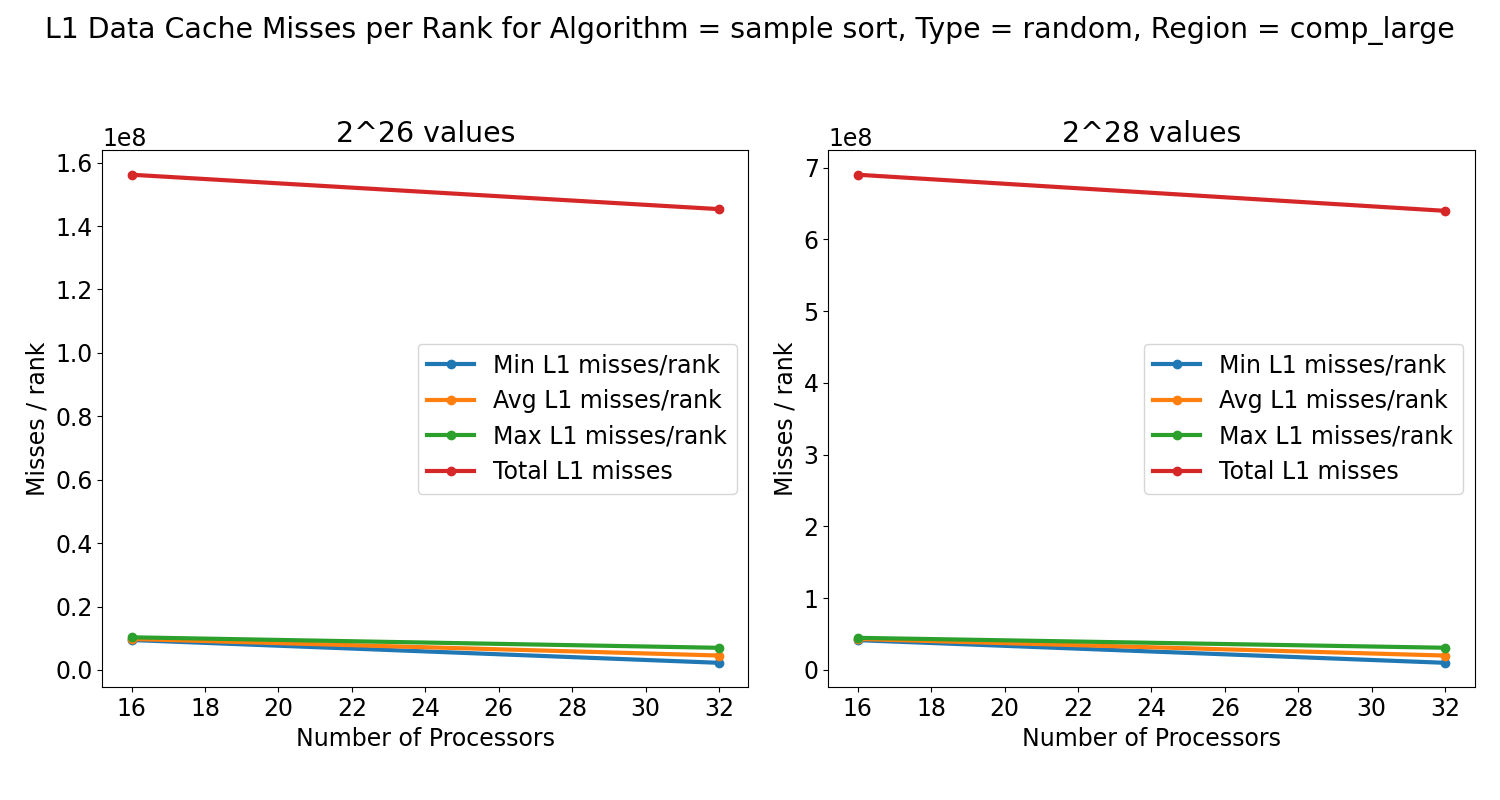 L1 Data Cache Misses per Rank for Algorithm = sample sort, Type = random, Region = comp_large
2^26 values
1e8
1.6
1.4
1.2
1.0
0.8
0.6
0.4
0.2
0.0
Misses / rank
Min L1 misses/rank
Avg L1 misses/rank
Max L1 misses/rank
Total L1 misses
16 18 20 22 24 26 28 30 32
Number of Processors
2^28 values
1e8
7
6
5
4
3
2
1
0
Misses / rank
Min L1 misses/rank
Avg L1 misses/rank
Max L1 misses/rank
Total L1 misses
16 18 20 22 24 26 28 30 32
Number of Processors